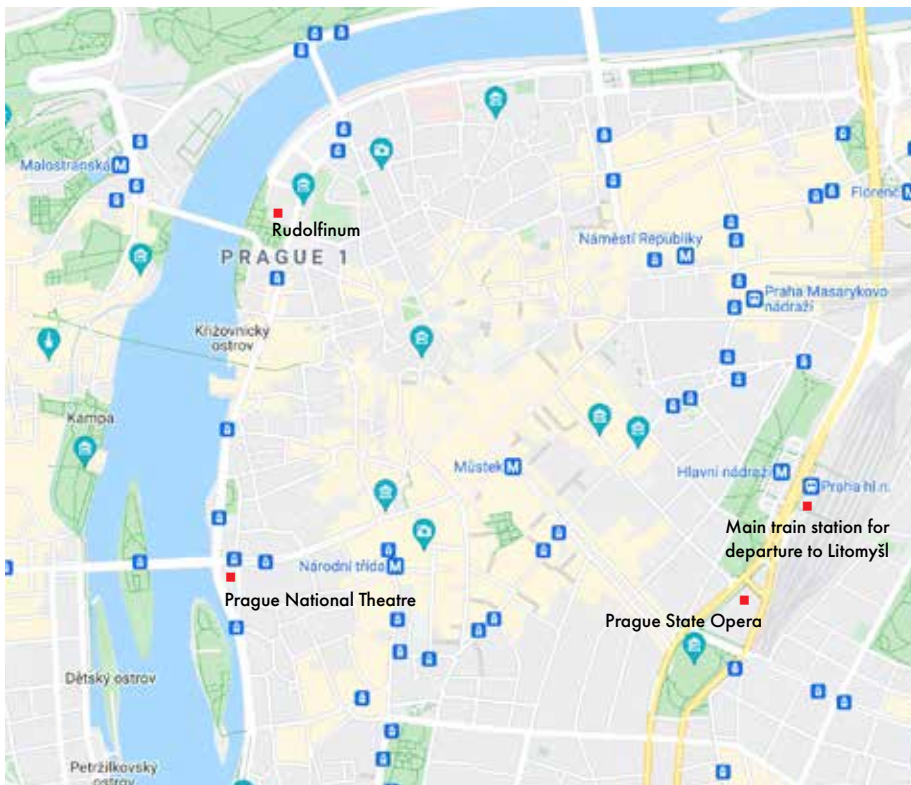 Malostranská M
Florenc M
Rudolfinum
Náměstí Republiky
M
PRAGUE 1
Praha Masarykovo
nádraží
Křižovnický
ostrov
Kampa
Můstek M
Hlavní nádraží M
Praha hl.n.
Main train station for
departure to Litomyšl
Národní třída M
Prague National Theatre
Prague State Opera
Dětský ostrov
Petržilkovský
ostrov